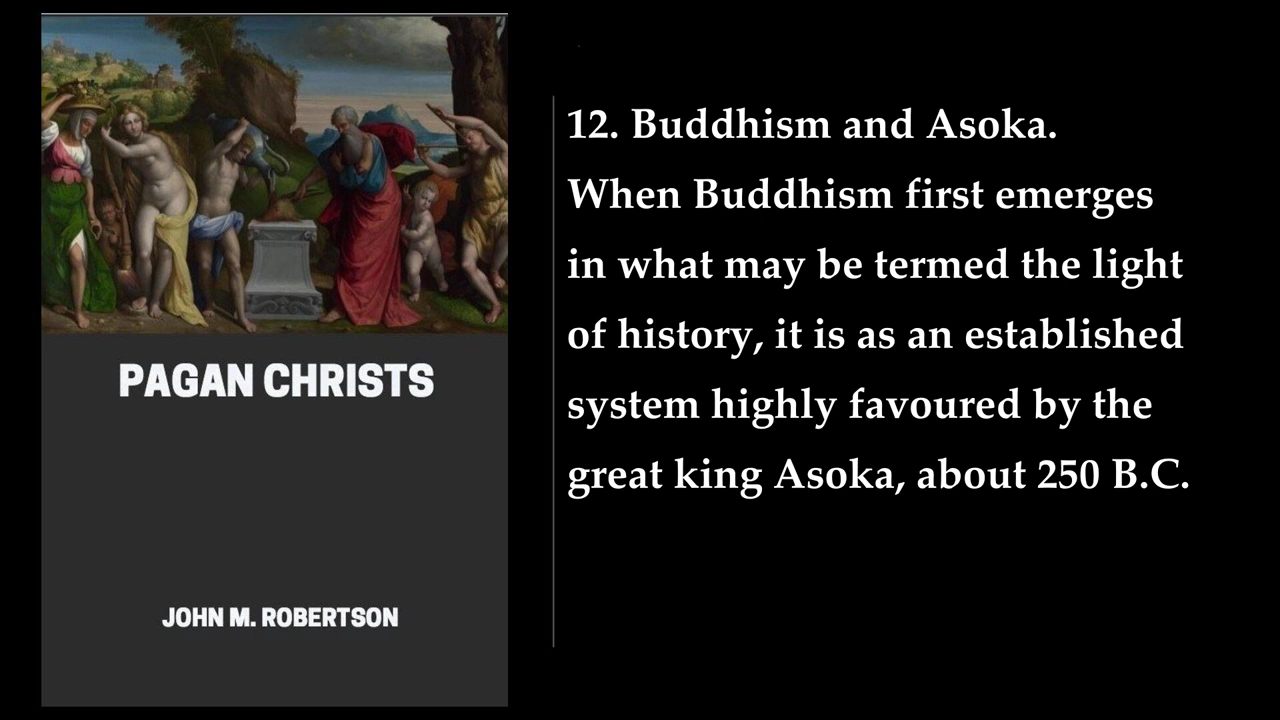 PAGAN CHRISTS
JOHN M. ROBERTSON
12. Buddhism and Asoka.
When Buddhism first emerges
in what may be termed the light
of history, it is as an established
system highly favoured by the
great king Asoka, about 250 B.C.